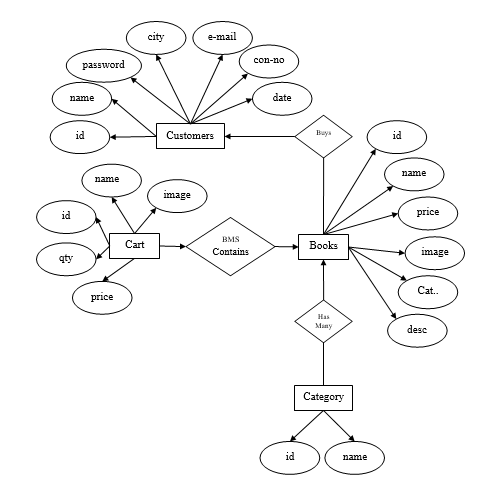 city
e-mail
password
con-no
name
date
id
Customers
Buys
id
name
name
image
price
id
Cart
BMS
Contains
Books
qty
image
price
Cat..
desc
Has
Many
Category
id
name